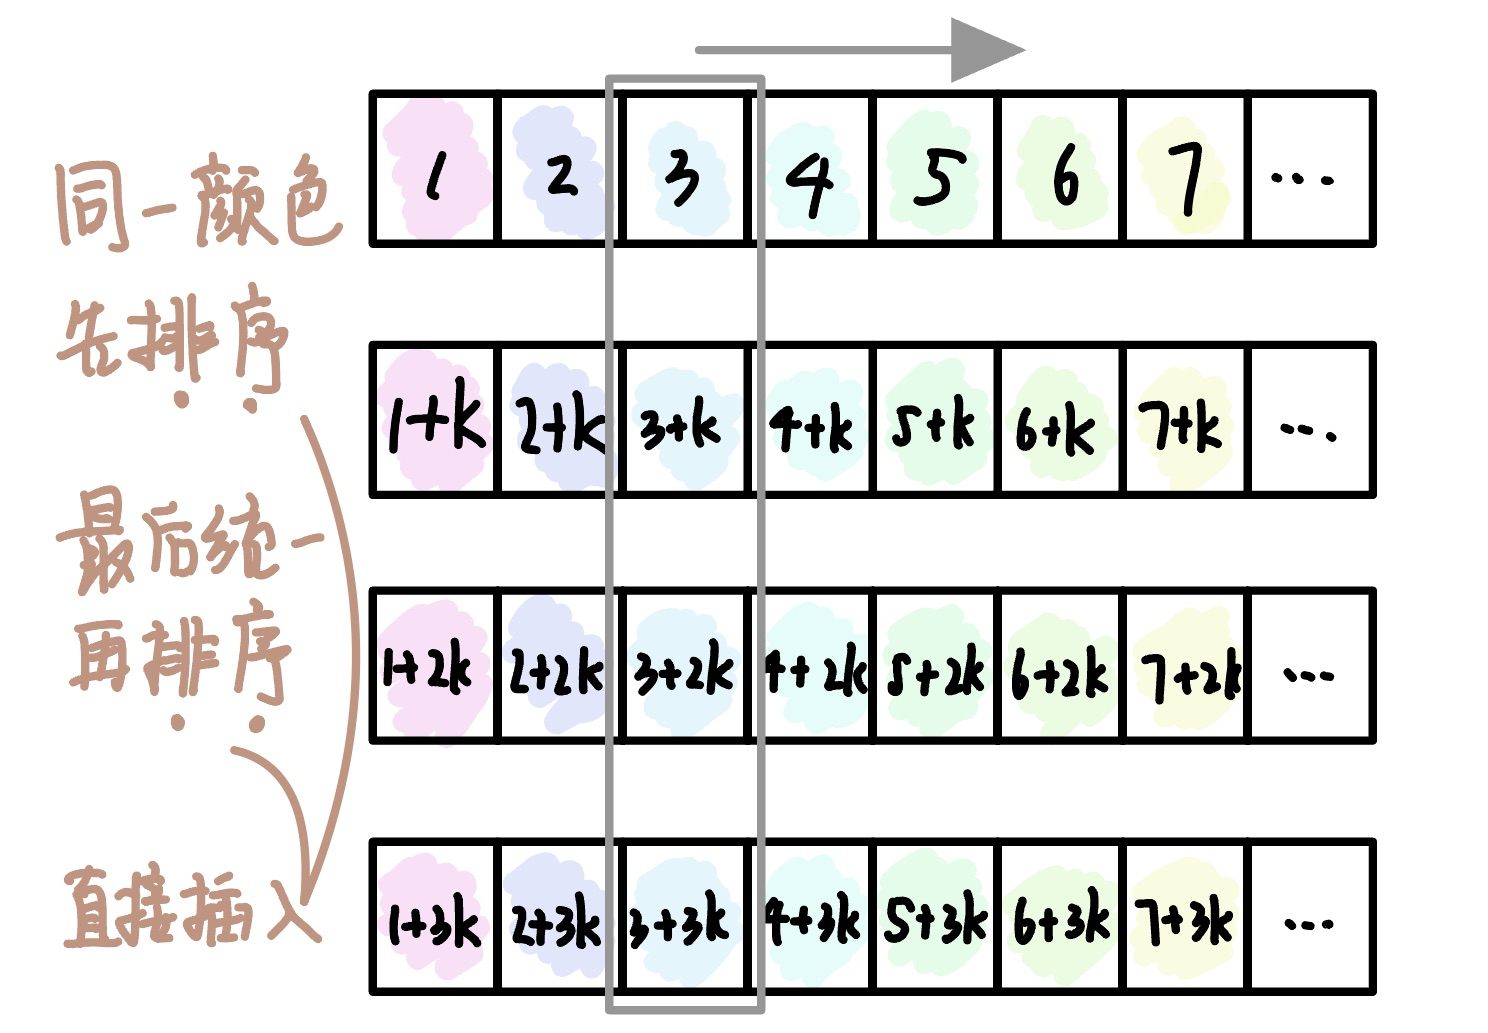 同一颜色
先排序
最后统一
再排序
直接插入
1 2 3 4 5 6 7 ...
1+k 2+k 3+k 4+k 5+k 6+k 7+k ...
1+2k 2+2k 3+2k 4+2k 5+2k 6+2k 7+2k ...
1+3k 2+3k 3+3k 4+3k 5+3k 6+3k 7+3k ...